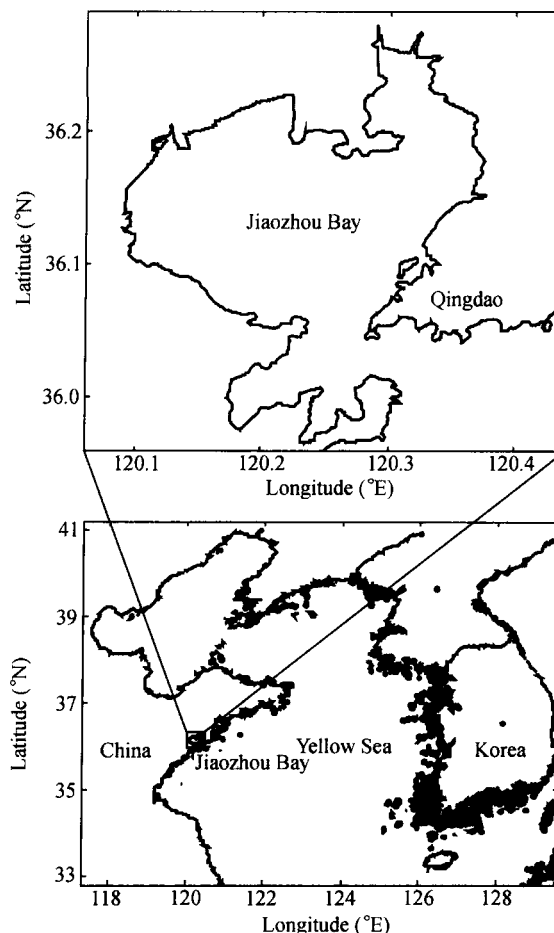 36.2
36.1
36.0
Latitude (°N)
Jiaozhou Bay
Qingdao
120.1 120.2 120.3 120.4
Longitude (°E)
41
39
37
35
33
Latitude (°N)
China
Jiaozhou Bay
Yellow Sea
Korea
118 120 122 124 126 128
Longitude (°E)